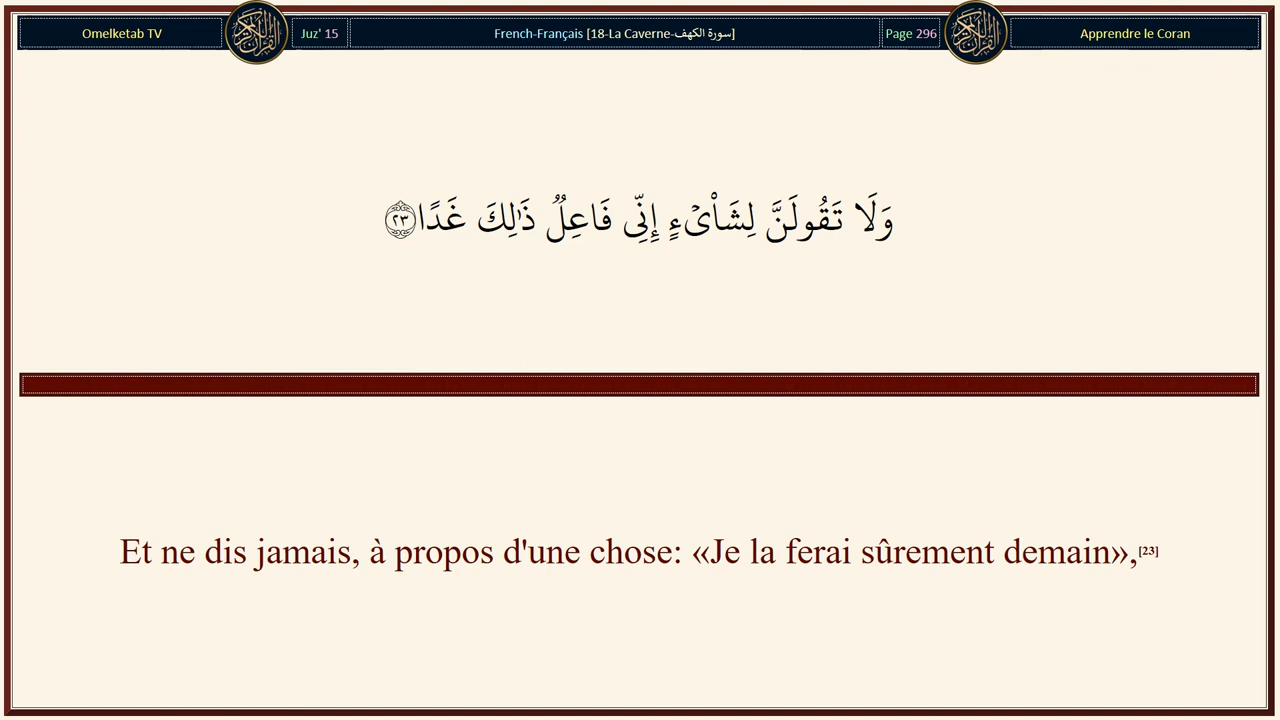 Omelketab TV
Juz' 15
French-Français [18-La Caverne-سورة الكهف]
Page 296
Apprendre le Coran
وَلَا تَقُولَنَّ لِشَا۟ىۡءٍ إِنِّى فَاعِلٌۭ ذَٰلِكَ غَدًا ٢٣
Et ne dis jamais, à propos d'une chose: «Je la ferai sûrement demain»,[23]